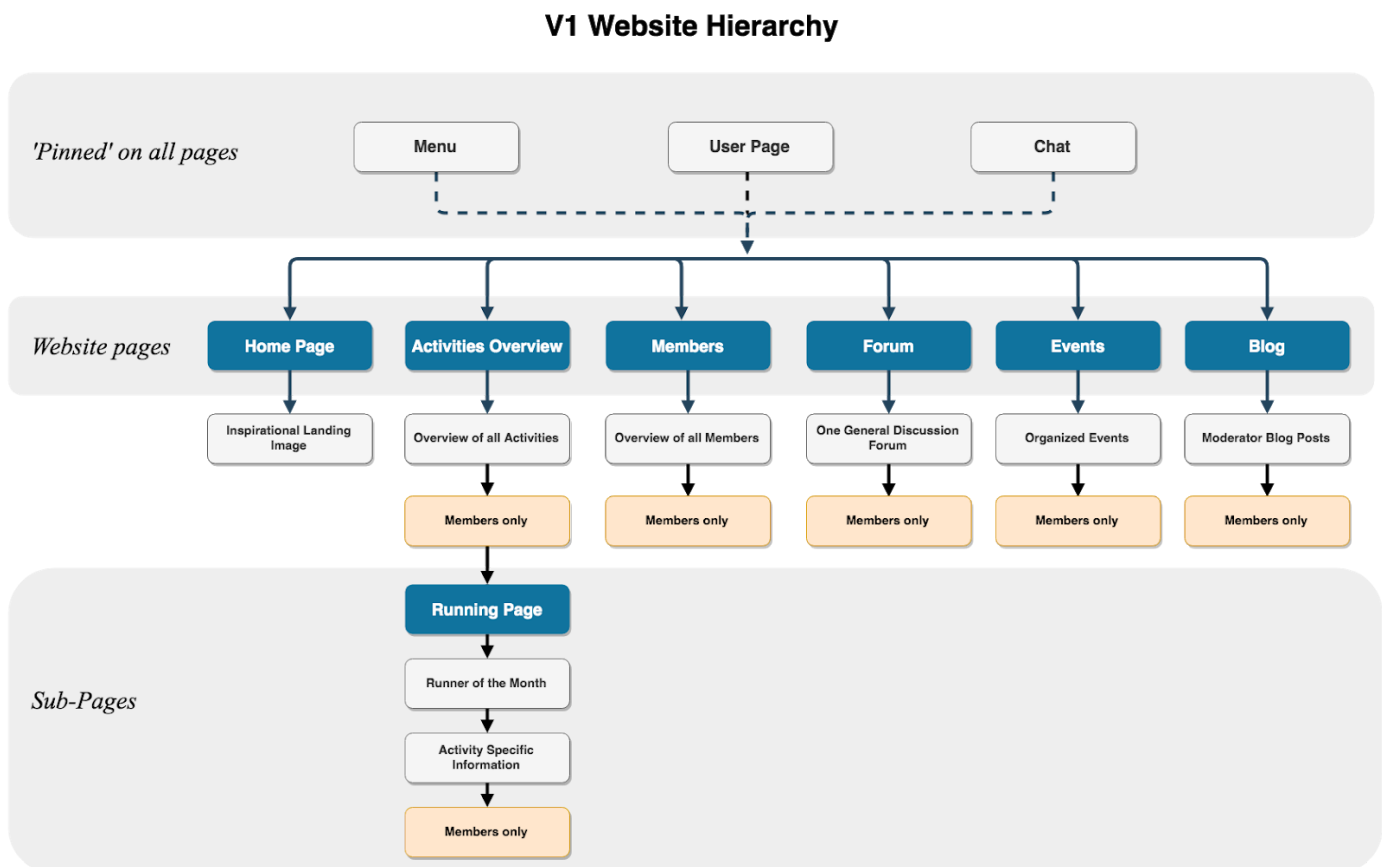 V1 Website Hierarchy
'Pinned' on all pages
Menu
User Page
Chat
Website pages
Home Page
Activities Overview
Members
Forum
Events
Blog
Inspirational Landing
Image
Overview of all Activities
Overview of all Members
One General Discussion
Forum
Organized Events
Moderator Blog Posts
Members only
Members only
Members only
Members only
Members only
Sub-Pages
Running Page
Runner of the Month
Activity Specific
Information
Members only